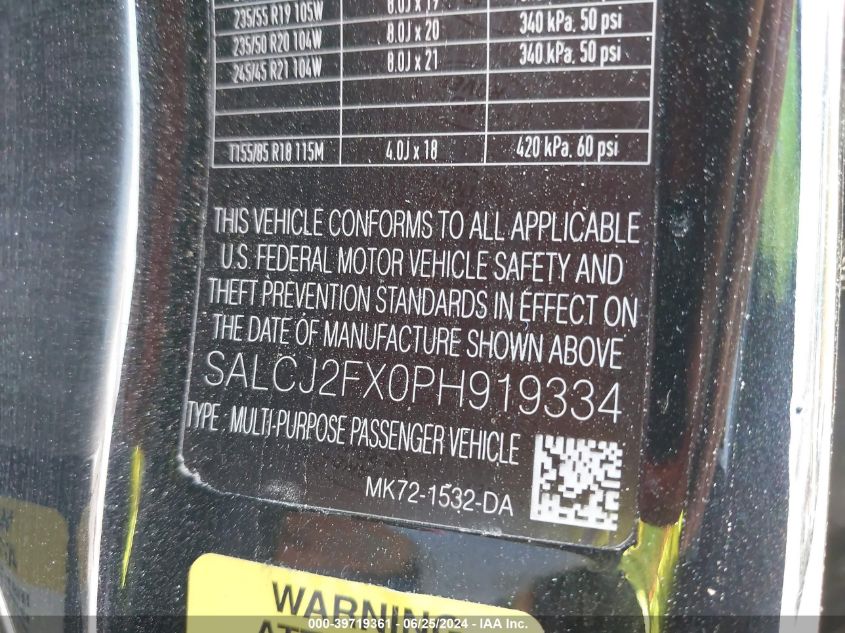 235/55 R19 105W 8.0J x 19
235/50 R20 104W 8.0J x 20 340 kPa. 50 psi
245/45 R21 104W 8.0J x 21 340 kPa. 50 psi
T155/85 R18 115M 4.0J x 18 420 kPa. 60 psi
THIS VEHICLE CONFORMS TO ALL APPLICABLE
U.S. FEDERAL MOTOR VEHICLE SAFETY AND
THEFT PREVENTION STANDARDS IN EFFECT ON
THE DATE OF MANUFACTURE SHOWN ABOVE
SALCJ2FX0PH919334
TYPE : MULTI-PURPOSE PASSENGER VEHICLE
MK72-1532-DA
WARNING
000-39719361 - 06/25/2024 - IAA Inc.